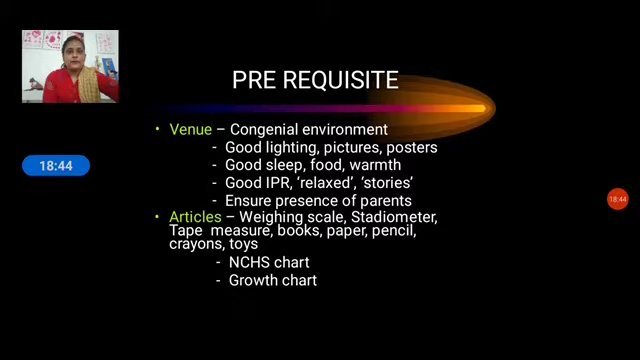 PRE REQUISITE
• Venue – Congenial environment
- Good lighting, pictures, posters
18:44
- Good sleep, food, warmth
- Good IPR, ‘relaxed’, ‘stories’
- Ensure presence of parents
18:44
• Articles – Weighing scale, Stadiometer,
Tape measure, books, paper, pencil,
crayons, toys
- NCHS chart
- Growth chart